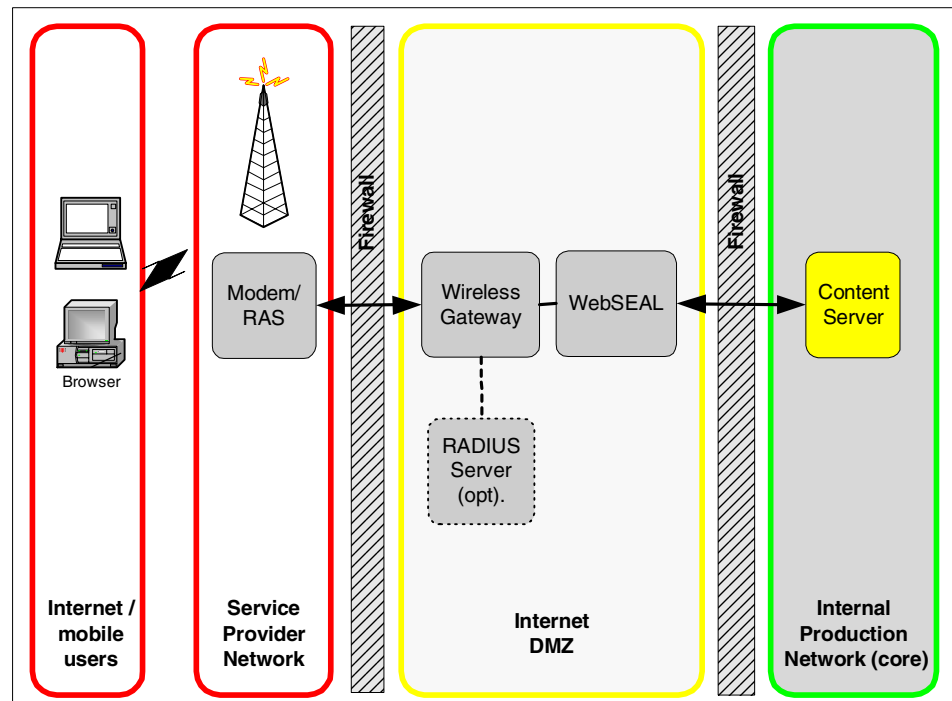 Firewall
Firewall
Modem/
RAS
Wireless
Gateway
WebSEAL
Content
Server
Browser
RADIUS
Server
(opt).
Internet /
mobile
users
Service
Provider
Network
Internet
DMZ
Internal
Production
Network (core)